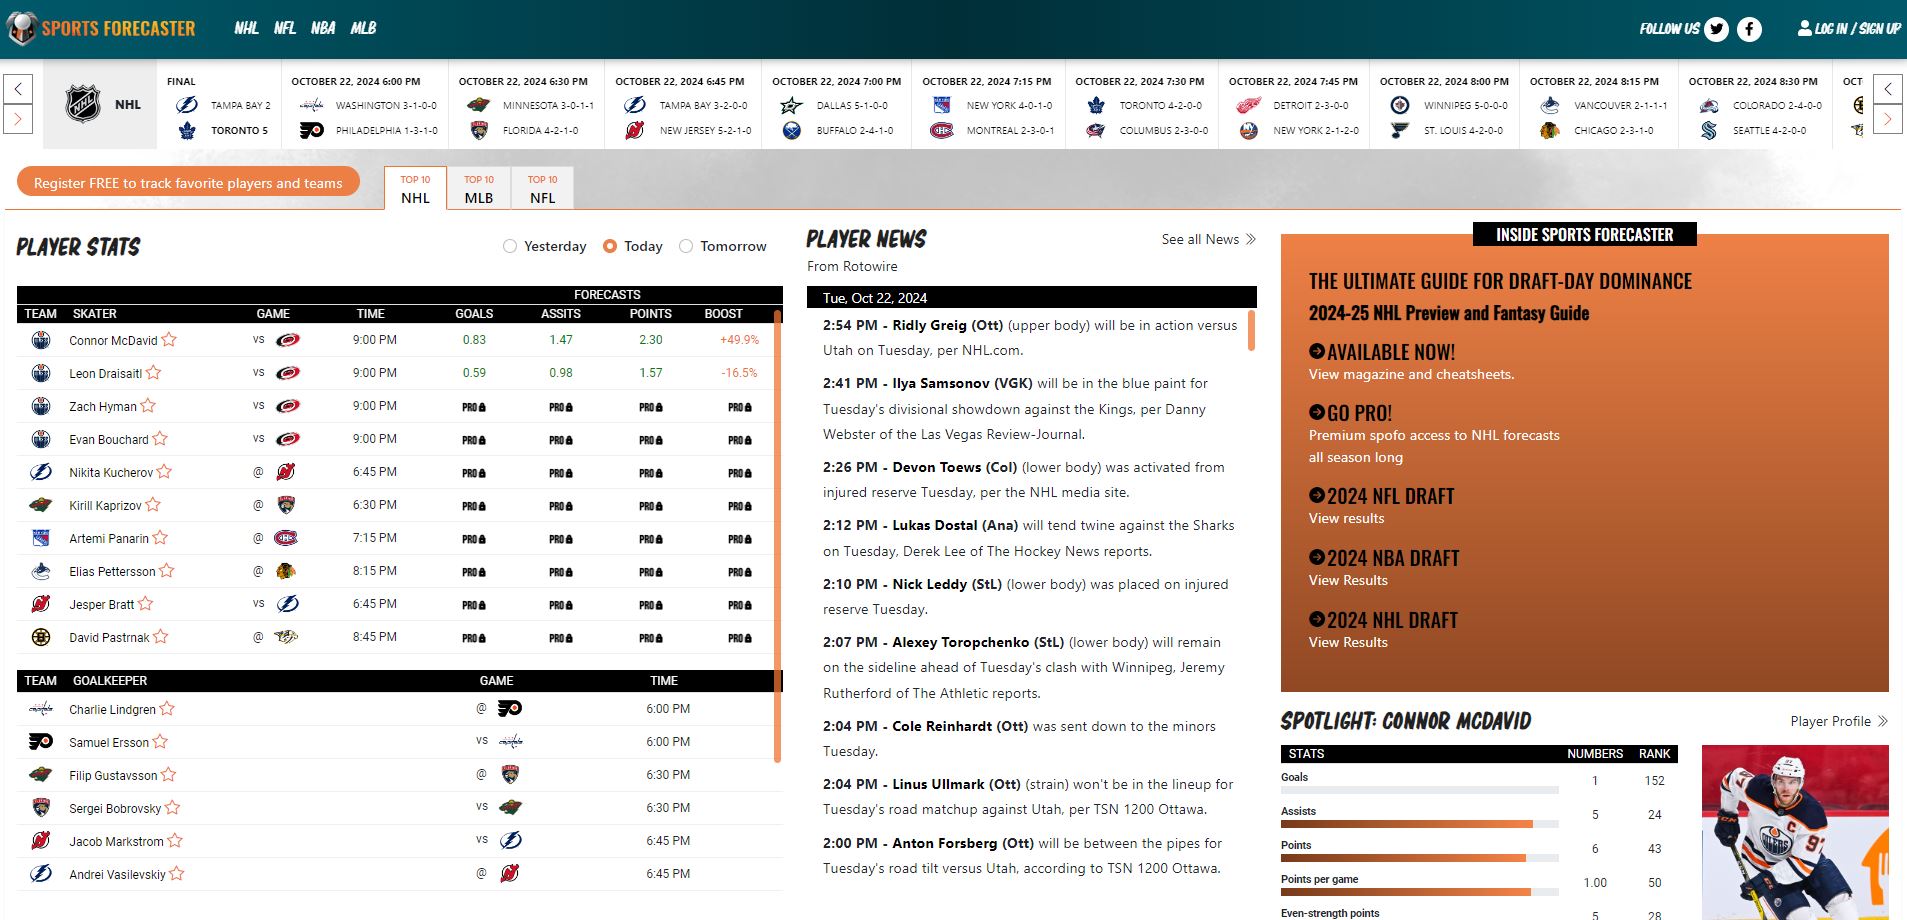 SPORTS FORECASTER
NHL NFL NBA MLB
FOLLOW US
LOG IN / SIGN UP
NHL
FINAL
TAMPA BAY 2
TORONTO 5
OCTOBER 22, 2024 6:00 PM
WASHINGTON 3-1-0-0
PHILADELPHIA 1-3-1-0
OCTOBER 22, 2024 6:30 PM
MINNESOTA 3-0-1-1
FLORIDA 4-2-1-0
OCTOBER 22, 2024 6:45 PM
TAMPA BAY 3-2-0-0
NEW JERSEY 5-2-1-0
OCTOBER 22, 2024 7:00 PM
DALLAS 5-1-0-0
BUFFALO 2-4-1-0
OCTOBER 22, 2024 7:15 PM
NEW YORK 4-0-1-0
MONTREAL 2-3-0-1
OCTOBER 22, 2024 7:30 PM
TORONTO 4-2-0-0
COLUMBUS 2-3-0-0
OCTOBER 22, 2024 7:45 PM
DETROIT 2-3-0-0
NEW YORK 2-1-2-0
OCTOBER 22, 2024 8:00 PM
WINNIPEG 5-0-0-0
ST. LOUIS 4-2-0-0
OCTOBER 22, 2024 8:15 PM
VANCOUVER 2-1-1-1
CHICAGO 2-3-1-0
OCTOBER 22, 2024 8:30 PM
COLORADO 2-4-0-0
SEATTLE 4-2-0-0
OCT
Register FREE to track favorite players and teams
TOP 10
NHL
TOP 10
MLB
TOP 10
NFL
PLAYER STATS
Yesterday Today Tomorrow
FORECASTS
TEAM SKATER GAME TIME GOALS ASSITS POINTS BOOST
Connor McDavid VS 9:00 PM 0.83 1.47 2.30 +49.9%
Leon Draisaitl VS 9:00 PM 0.59 0.98 1.57 -16.5%
Zach Hyman VS 9:00 PM PRO PRO PRO PRO
Evan Bouchard VS 9:00 PM PRO PRO PRO PRO
Nikita Kucherov @ 6:45 PM PRO PRO PRO PRO
Kirill Kaprizov @ 6:30 PM PRO PRO PRO PRO
Artemi Panarin @ 7:15 PM PRO PRO PRO PRO
Elias Pettersson @ 8:15 PM PRO PRO PRO PRO
Jesper Bratt VS 6:45 PM PRO PRO PRO PRO
David Pastrnak @ 8:45 PM PRO PRO PRO PRO
TEAM GOALKEEPER GAME TIME
Charlie Lindgren @ 6:00 PM
Samuel Ersson VS 6:00 PM
Filip Gustavsson @ 6:30 PM
Sergei Bobrovsky VS 6:30 PM
Jacob Markstrom VS 6:45 PM
Andrei Vasilevskiy @ 6:45 PM
PLAYER NEWS
See all News
From Rotowire
Tue, Oct 22, 2024
2:54 PM - Ridly Greig (Ott) (upper body) will be in action versus
Utah on Tuesday, per NHL.com.
2:41 PM - Ilya Samsonov (VGK) will be in the blue paint for
Tuesday's divisional showdown against the Kings, per Danny
Webster of the Las Vegas Review-Journal.
2:26 PM - Devon Toews (Col) (lower body) was activated from
injured reserve Tuesday, per the NHL media site.
2:12 PM - Lukas Dostal (Ana) will tend twine against the Sharks
on Tuesday, Derek Lee of The Hockey News reports.
2:10 PM - Nick Leddy (StL) (lower body) was placed on injured
reserve Tuesday.
2:07 PM - Alexey Toropchenko (StL) (lower body) will remain
on the sideline ahead of Tuesday's clash with Winnipeg, Jeremy
Rutherford of The Athletic reports.
2:04 PM - Cole Reinhardt (Ott) was sent down to the minors
Tuesday.
2:04 PM - Linus Ullmark (Ott) (strain) won't be in the lineup for
Tuesday's road matchup against Utah, per TSN 1200 Ottawa.
2:00 PM - Anton Forsberg (Ott) will be between the pipes for
Tuesday's road tilt versus Utah, according to TSN 1200 Ottawa.
INSIDE SPORTS FORECASTER
THE ULTIMATE GUIDE FOR DRAFT-DAY DOMINANCE
2024-25 NHL Preview and Fantasy Guide
AVAILABLE NOW!
View magazine and cheatsheets.
GO PRO!
Premium spofo access to NHL forecasts
all season long
2024 NFL DRAFT
View results
2024 NBA DRAFT
View Results
2024 NHL DRAFT
View Results
SPOTLIGHT: CONNOR MCDAVID
Player Profile
STATS NUMBERS RANK
Goals 1 152
Assists 5 24
Points 6 43
Points per game 1.00 50
Even-strength points 5 28